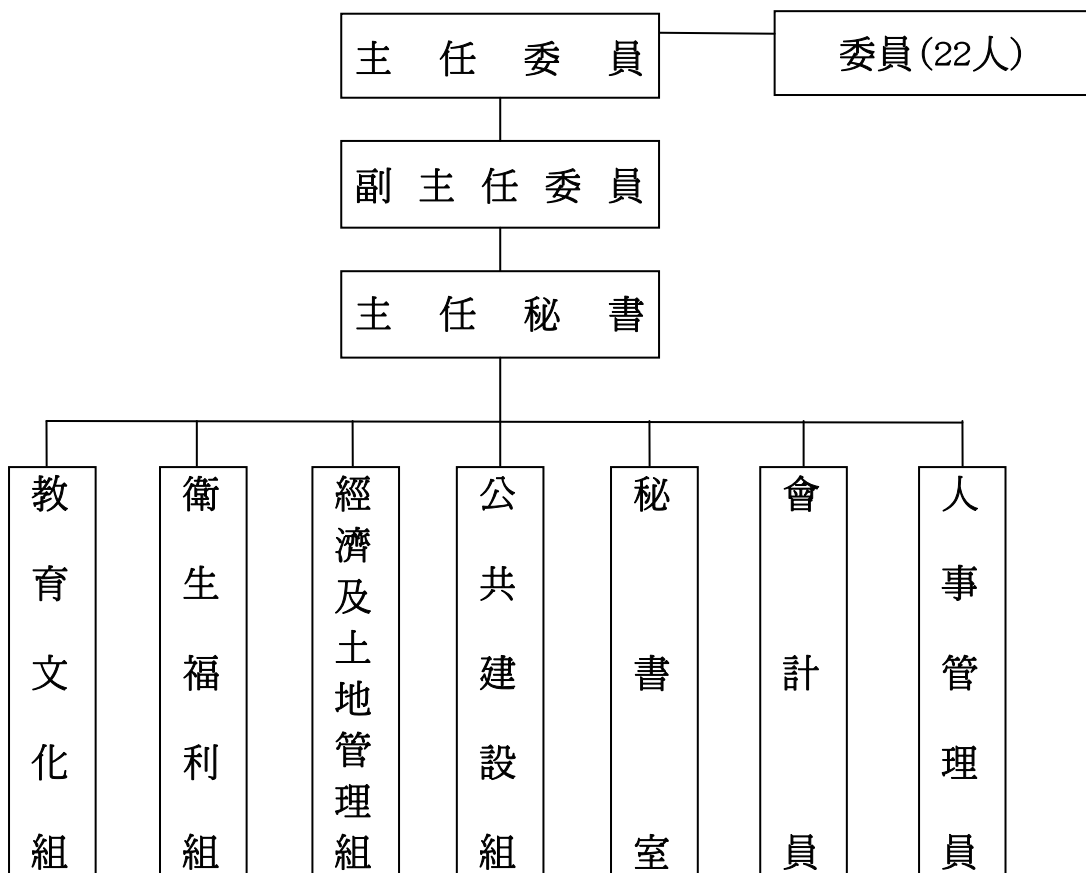 主任委員
委員(22人)
副主任委員
主任秘書
教育文化組
衛生福利組
經濟及土地管理組
公共建設組
秘書室
會計員
人事管理員